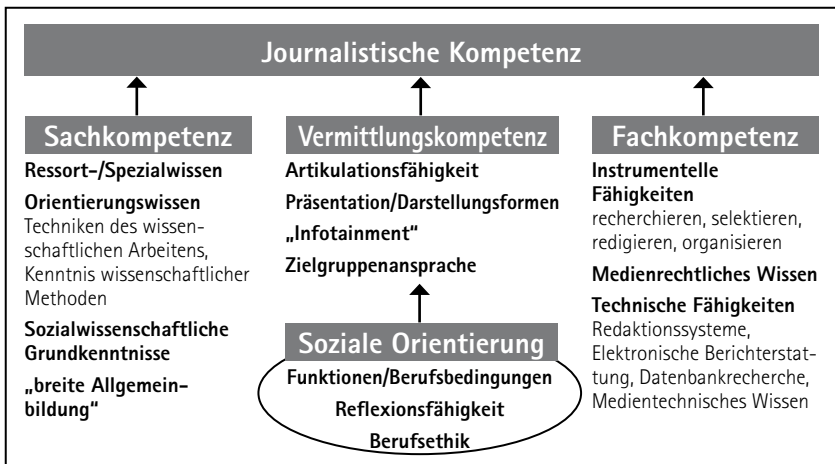 Journalistische Kompetenz
Sachkompetenz
Ressort-/Spezialwissen
Orientierungswissen
Techniken des wissen-
schaftlichen Arbeitens,
Kenntnis wissenschaftlicher
Methoden
Sozialwissenschaftliche
Grundkenntnisse
„breite Allgemein-
bildung“
Vermittlungskompetenz
Artikulationsfähigkeit
Präsentation/Darstellungsformen
„Infotainment“
Zielgruppenansprache
Soziale Orientierung
Funktionen/Berufsbedingungen
Reflexionsfähigkeit
Berufsethik
Fachkompetenz
Instrumentelle
Fähigkeiten
recherchieren, selektieren,
redigieren, organisieren
Medienrechtliches Wissen
Technische Fähigkeiten
Redaktionssysteme,
Elektronische Berichterstat-
tung, Datenbankrecherche,
Medientechnisches Wissen